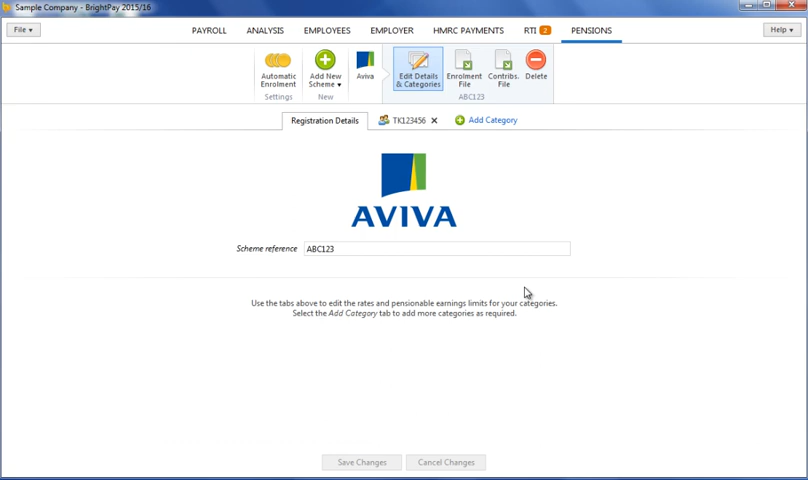 Sample Company - BrightPay 2015/16
File
PAYROLL
ANALYSIS
EMPLOYEES
EMPLOYER
HMRC PAYMENTS
RTI 2
PENSIONS
Help
Automatic
Enrolment
Settings
Add New
Scheme
New
Aviva
Edit Details
& Categories
Enrolment
File
Contribs.
File
Delete
ABC123
Registration Details
TK123456
Add Category
AVIVA
Scheme reference
ABC123
Use the tabs above to edit the rates and pensionable earnings limits for your categories.
Select the Add Category tab to add more categories as required.
Save Changes
Cancel Changes